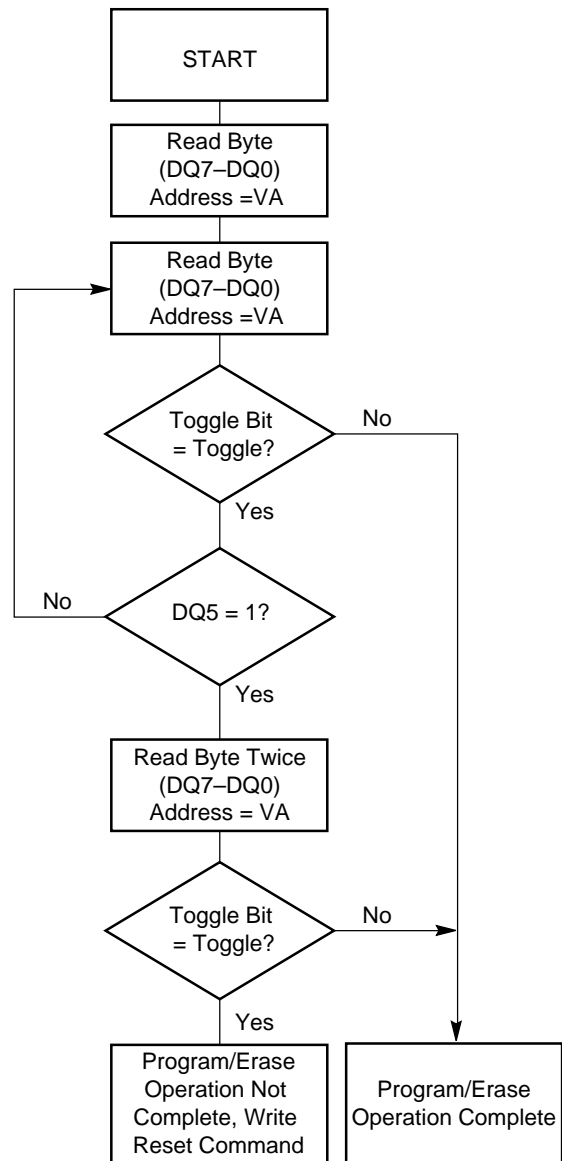 START
Read Byte
(DQ7–DQ0)
Address =VA
Read Byte
(DQ7–DQ0)
Address =VA
Toggle Bit
= Toggle?
No
Yes
No
DQ5 = 1?
Yes
Read Byte Twice
(DQ7–DQ0)
Address = VA
Toggle Bit
= Toggle?
No
Yes
Program/Erase
Operation Not
Complete, Write
Reset Command
Program/Erase
Operation Complete